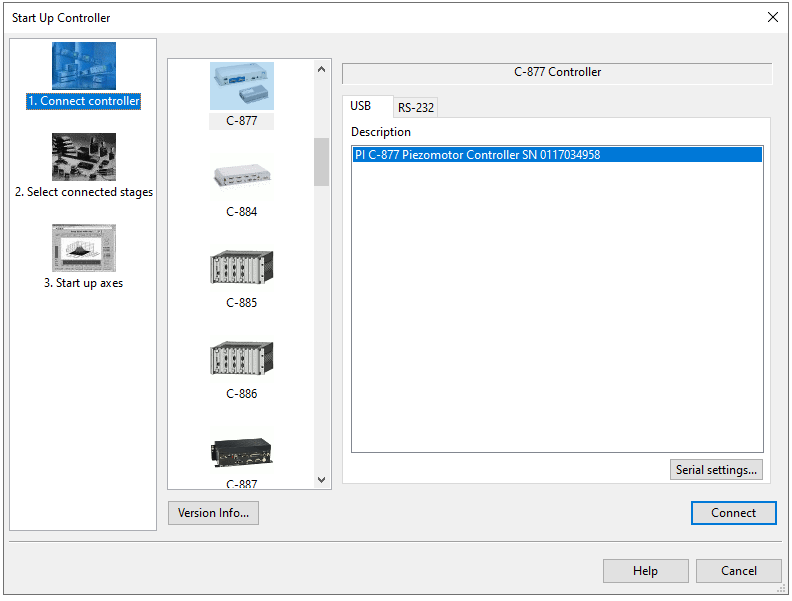 Start Up Controller
1. Connect controller
2. Select connected stages
3. Start up axes
C-877
C-884
C-885
C-886
C-887
C-877 Controller
USB
RS-232
Description
PI C-877 Piezomotor Controller SN 0117034958
Serial settings...
Version Info...
Connect
Help
Cancel